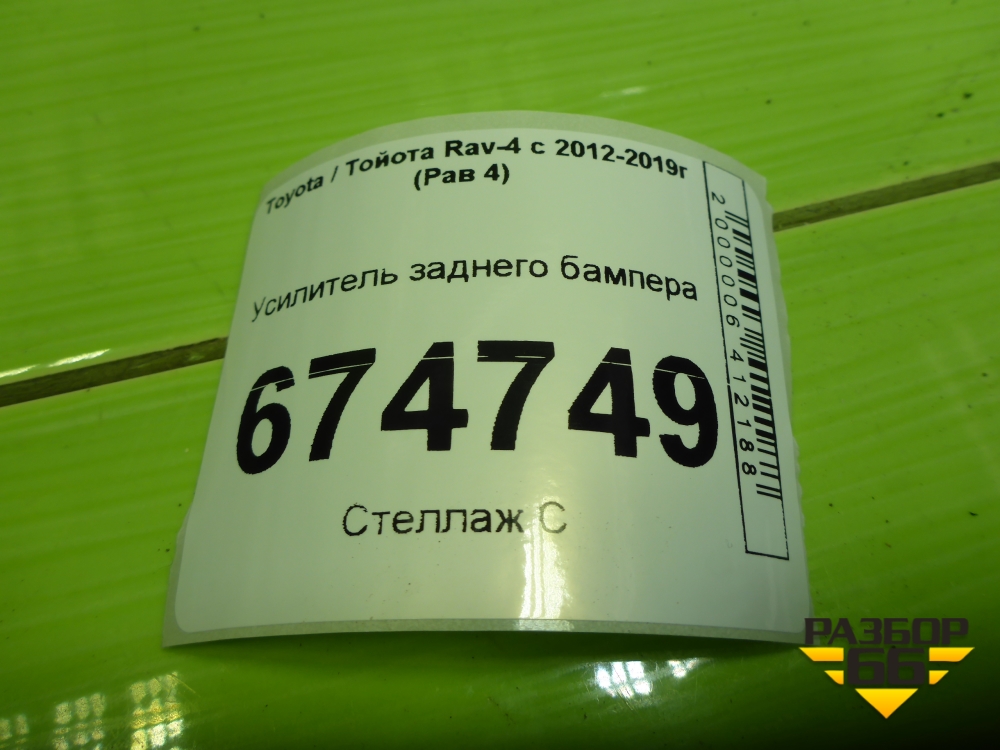 Toyota / Тойота Rav-4 с 2012-2019г
(Рав 4)
Усилитель заднего бампера
674749
Стеллаж С
2000006412188
РАЗБОР
66